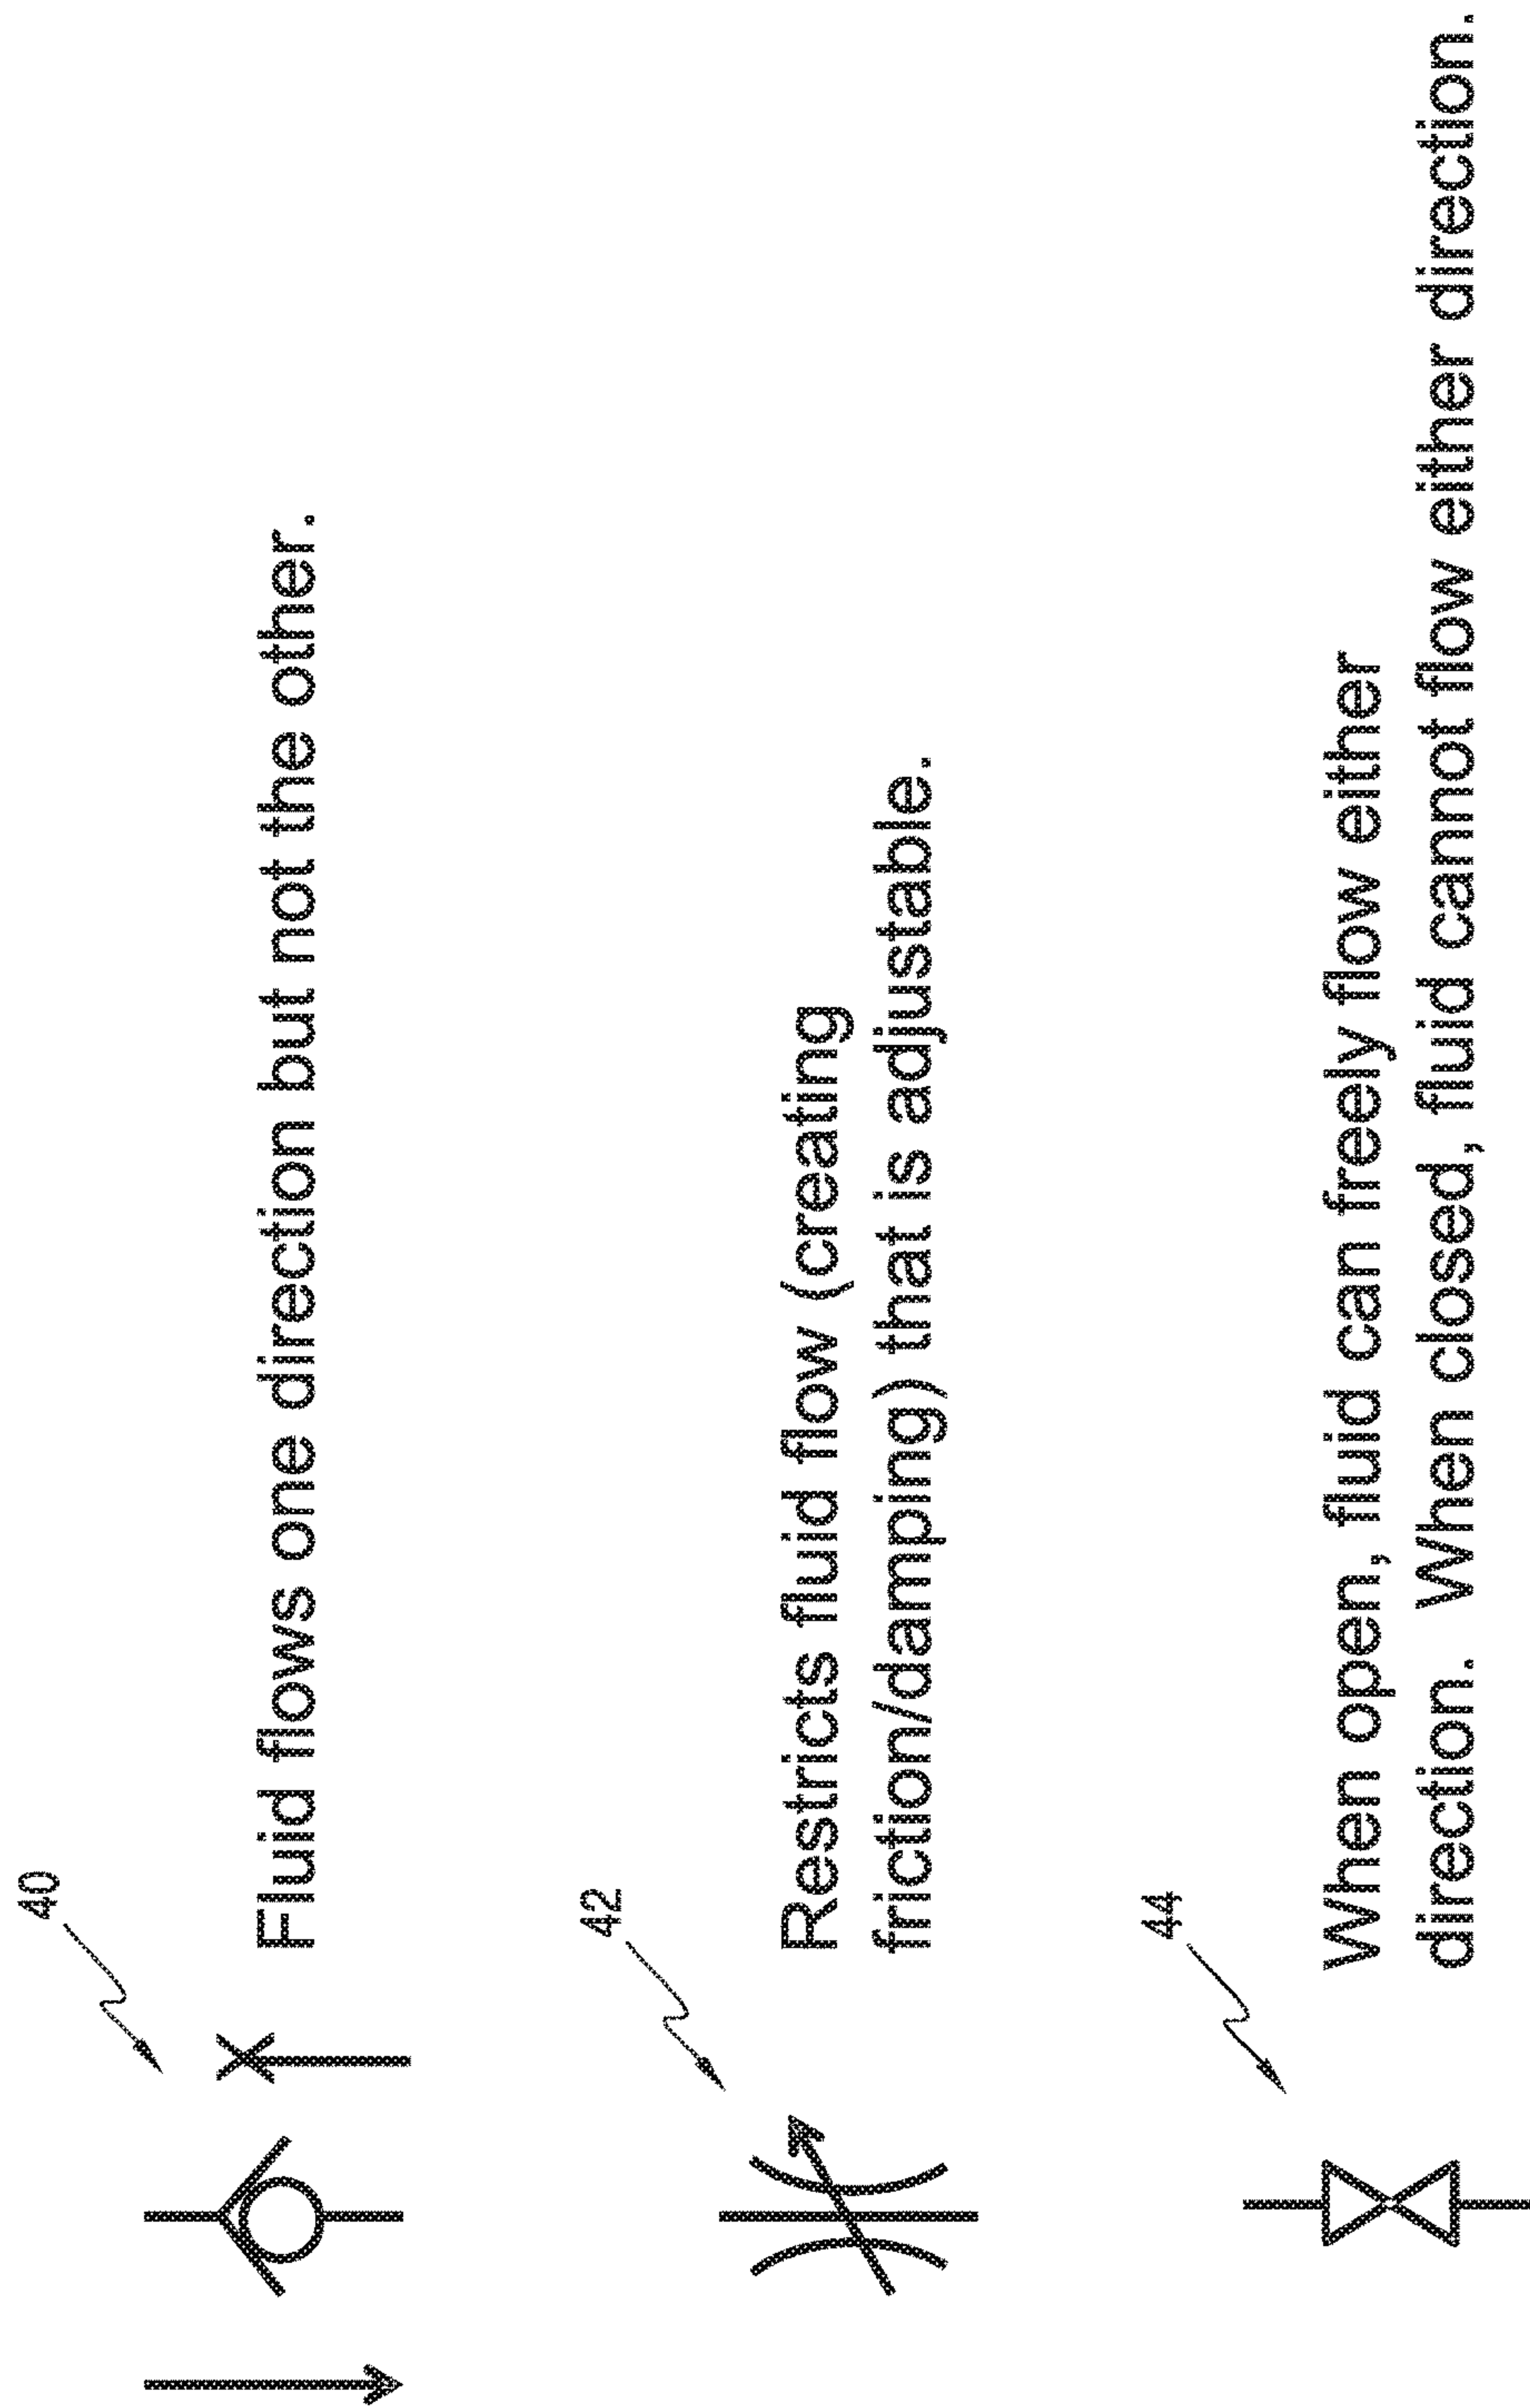 40
Fluid flows one direction but not the other.
42
Restricts fluid flow (creating
friction/damping) that is adjustable.
44
When open, fluid can freely flow either
direction.  When closed, fluid cannot flow either direction.